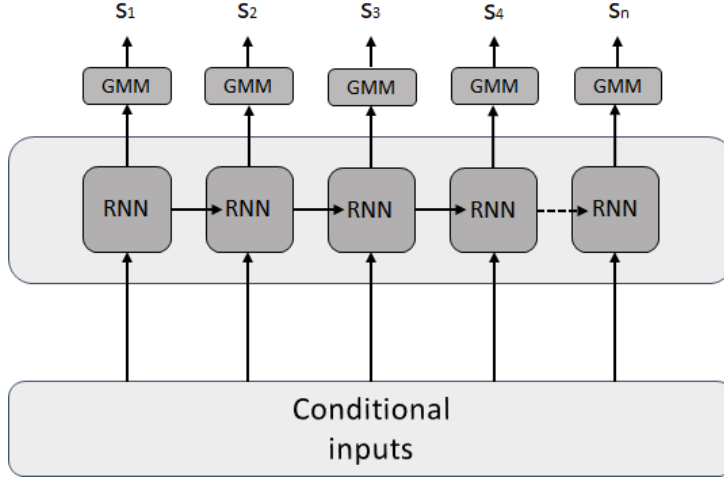 S₁ S₂ S₃ S₄ Sₙ
GMM GMM GMM GMM GMM
RNN RNN RNN RNN RNN
Conditional
inputs